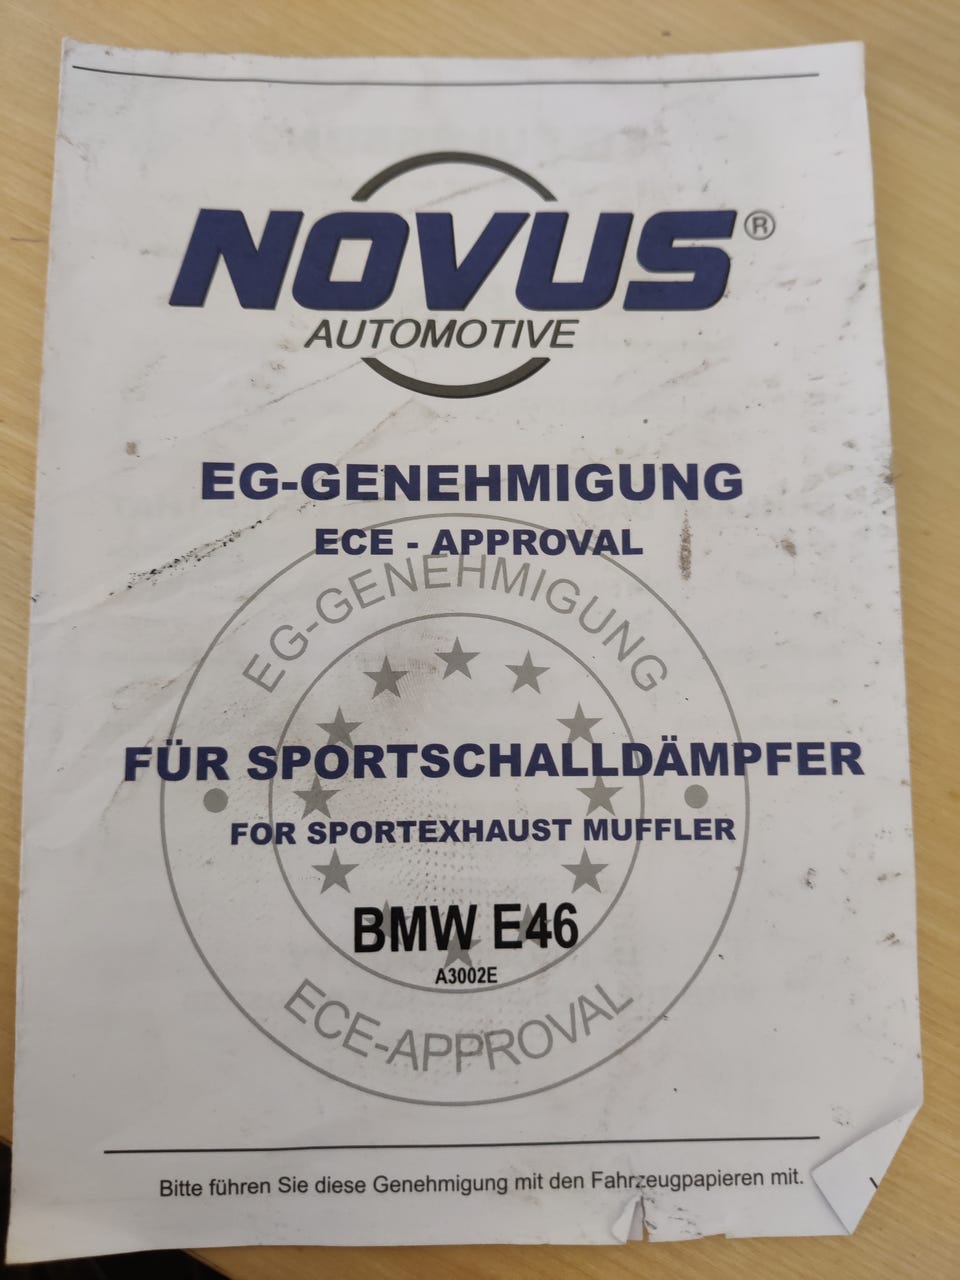 NOVUS®
AUTOMOTIVE
EG-GENEHMIGUNG
ECE - APPROVAL
EG-GENEHMIGUNG
FÜR SPORTSCHALLDÄMPFER
FOR SPORTEXHAUST MUFFLER
BMW E46
A3002E
ECE-APPROVAL
Bitte führen Sie diese Genehmigung mit den Fahrzeugpapieren mit.